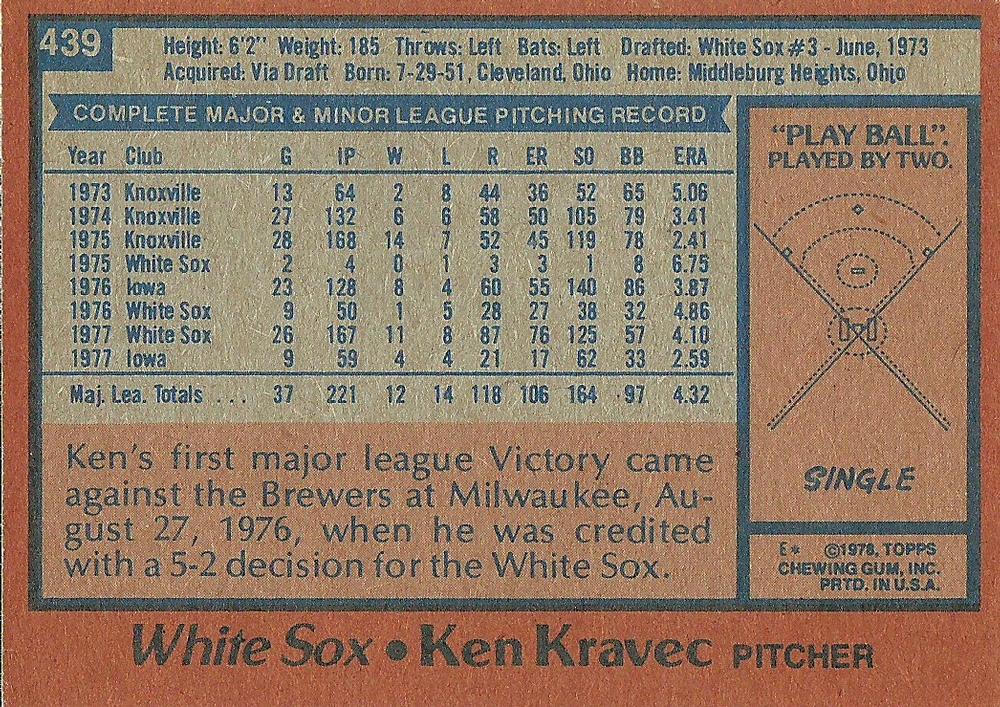 439
Height: 6'2" Weight: 185 Throws: Left Bats: Left Drafted: White Sox #3 - June, 1973
Acquired: Via Draft Born: 7-29-51, Cleveland, Ohio Home: Middleburg Heights, Ohio
COMPLETE MAJOR & MINOR LEAGUE PITCHING RECORD
Year Club G IP W L R ER SO BB ERA
1973 Knoxville 13 64 2 8 44 36 52 65 5.06
1974 Knoxville 27 132 6 6 58 50 105 79 3.41
1975 Knoxville 28 168 14 7 52 45 119 78 2.41
1975 White Sox 2 4 0 1 3 3 1 8 6.75
1976 Iowa 23 128 8 4 60 55 140 86 3.87
1976 White Sox 9 50 1 5 28 27 38 32 4.86
1977 White Sox 26 167 11 8 87 76 125 57 4.10
1977 Iowa 9 59 4 4 21 17 62 33 2.59
Maj. Lea. Totals ... 37 221 12 14 118 106 164 97 4.32
Ken's first major league Victory came
against the Brewers at Milwaukee, Au-
gust 27, 1976, when he was credited
with a 5-2 decision for the White Sox.
"PLAY BALL".
PLAYED BY TWO.
SINGLE
E* ©1978, TOPPS
CHEWING GUM, INC.
PRTD. IN U.S.A.
White Sox • Ken Kravec PITCHER